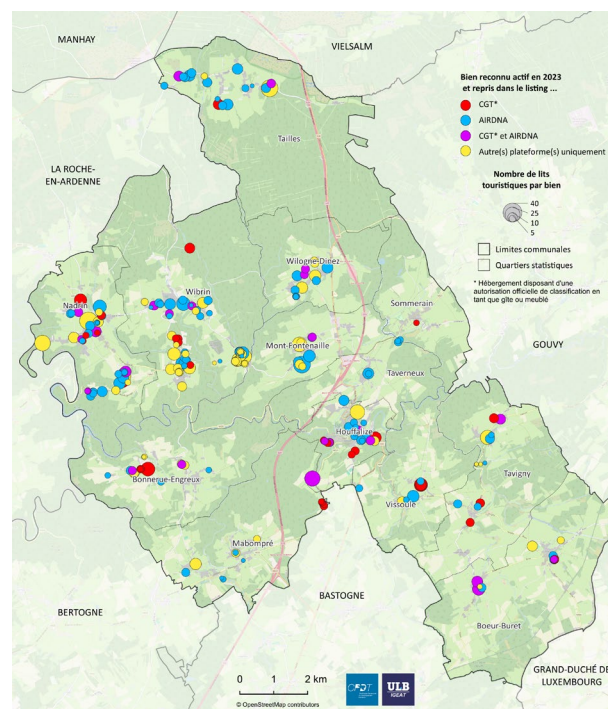 MANHAY
VIELSALM
Bien reconnu actif en 2023
et repris dans le listing ...
CGT*
AIRDNA
CGT* et AIRDNA
Autre(s) plateforme(s) uniquement
Nombre de lits
touristiques par bien
40
25
10
5
Limites communales
Quartiers statistiques
* Hébergement disposant d'une
autorisation officielle de classification en
tant que gîte ou meublé
Tailles
LA ROCHE-
EN-ARDENNE
Wilogne-Dinez
Wibrin
Nadrin
Sommerain
Mont-Fontenaille
GOUVY
Taverneux
Houffalize
Tavigny
Bonnerue-Engreux
Vissoule
Mabompré
BERTOGNE
BASTOGNE
Boeur-Buret
GRAND-DUCHÉ DE
LUXEMBOURG
0 1 2 km
© OpenStreetMap contributors
CPDT
ULB
IGEAT